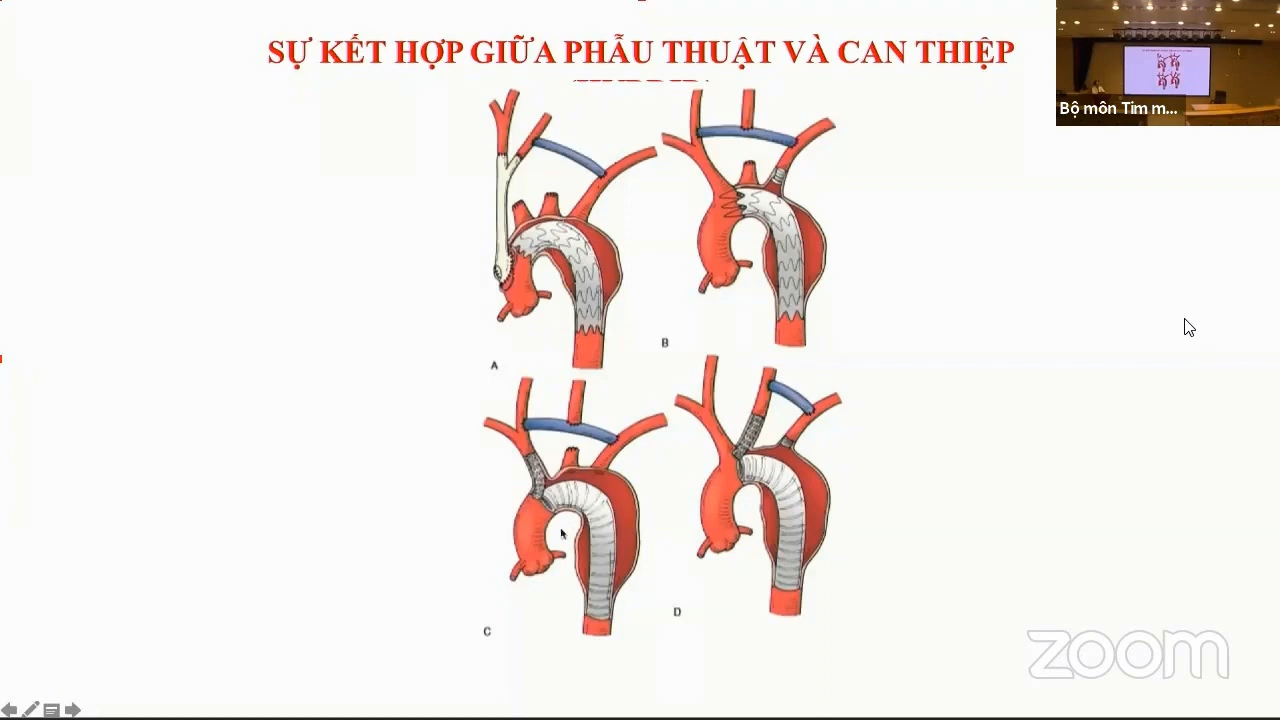 SỰ KẾT HỢP GIỮA PHẪU THUẬT VÀ CAN THIỆP
Bộ môn Tim m...
A
B
C
D
zoom